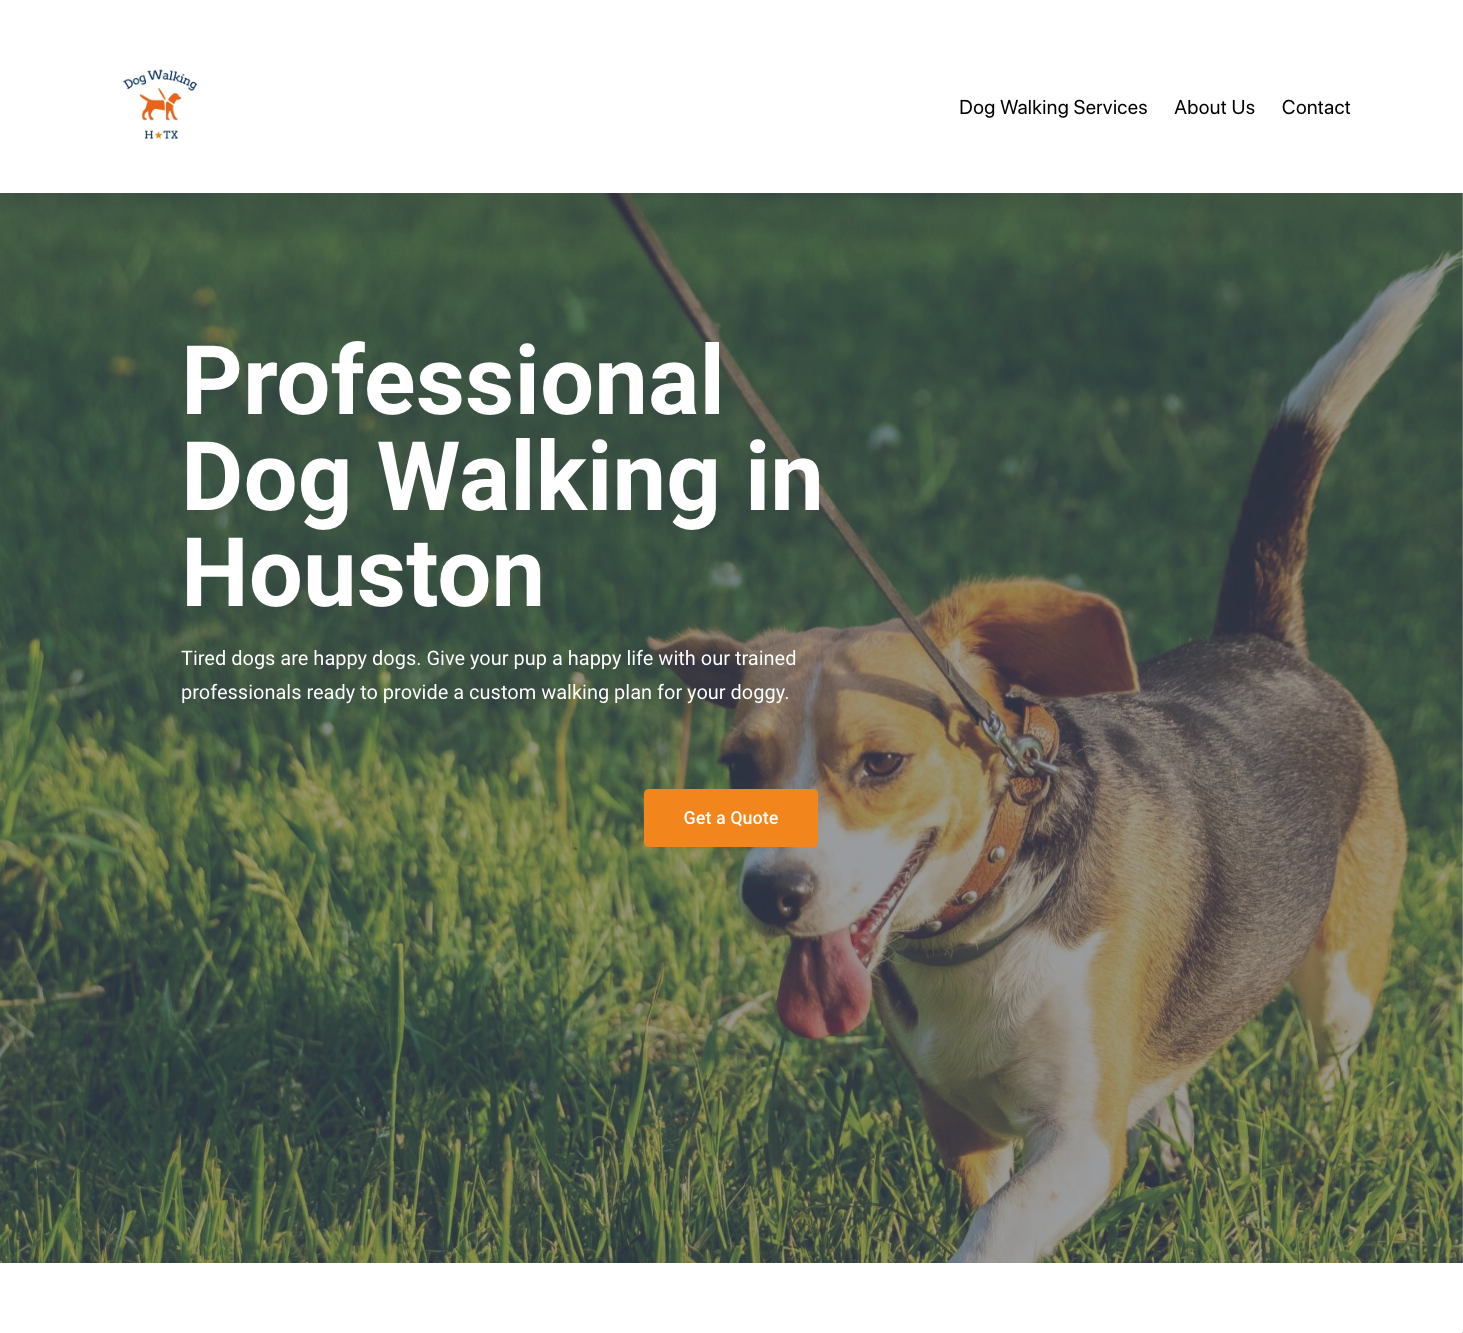 Dog Walking
H★TX
Dog Walking Services About Us Contact
Professional
Dog Walking in
Houston
Tired dogs are happy dogs. Give your pup a happy life with our trained
professionals ready to provide a custom walking plan for your doggy.
Get a Quote